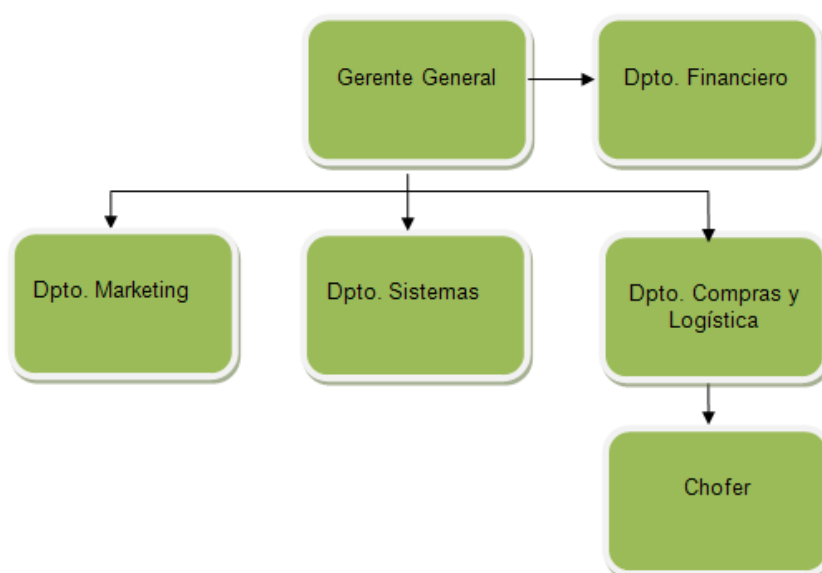 Gerente General
Dpto. Financiero
Dpto. Marketing
Dpto. Sistemas
Dpto. Compras y
Logística
Chofer